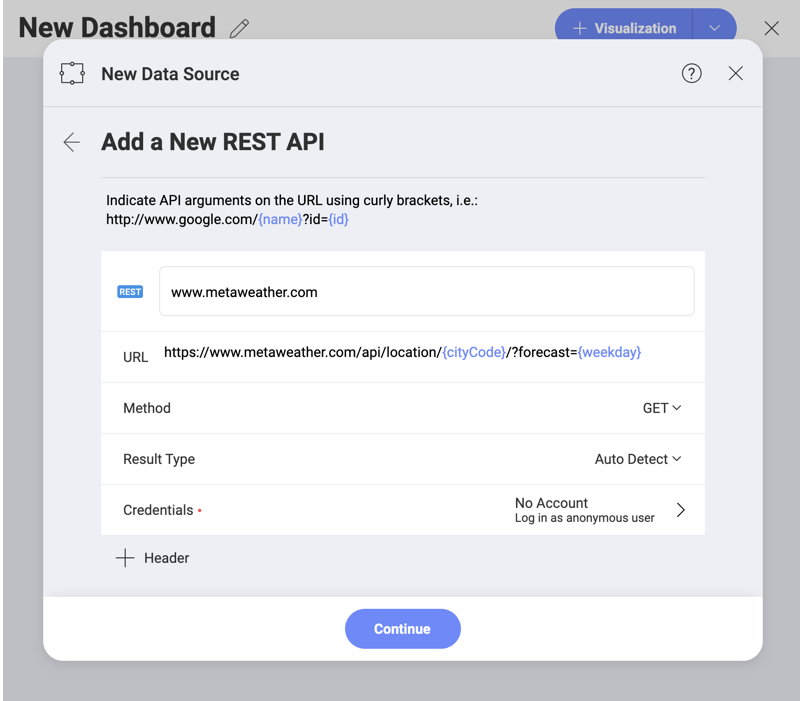 New Dashboard
Visualization
New Data Source
?
Add a New REST API
Indicate API arguments on the URL using curly brackets, i.e.:
http://www.google.com/{name}?id={id}
REST www.metaweather.com
URL https://www.metaweather.com/api/location/{cityCode}/?forecast={weekday}
Method GET
Result Type Auto Detect
Credentials • No Account
Log in as anonymous user
+ Header
Continue